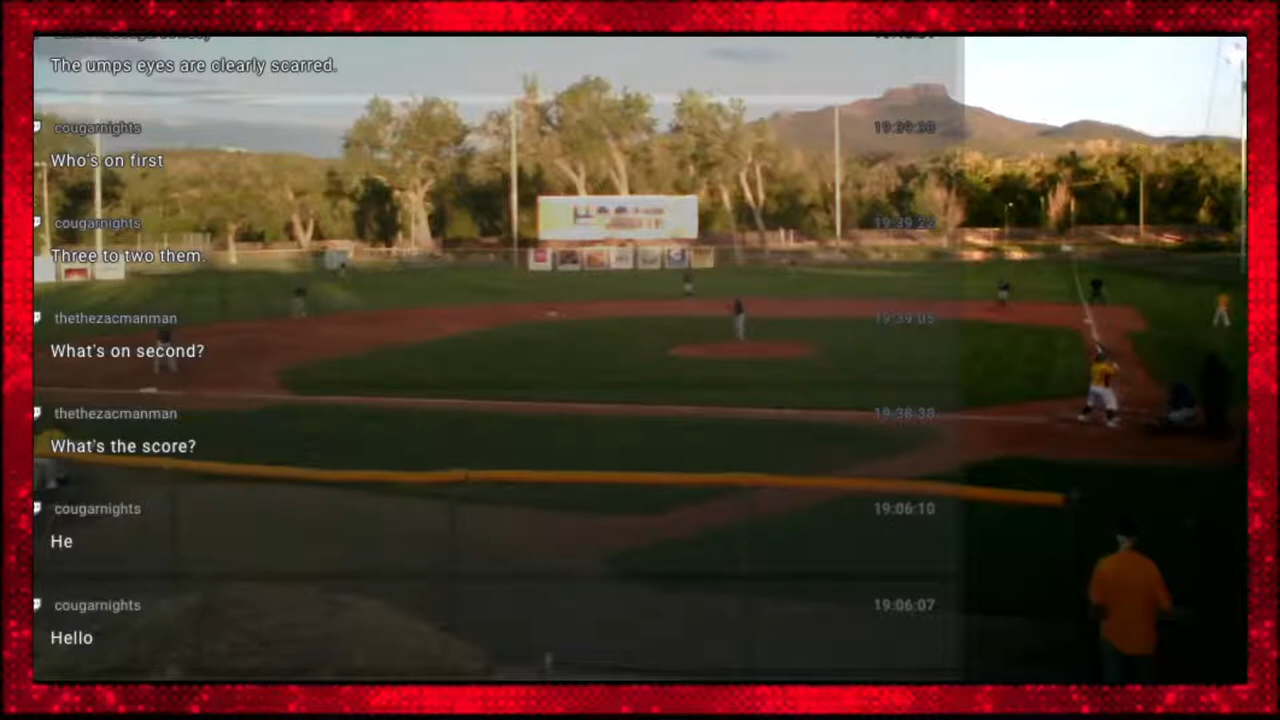 The umps eyes are clearly scarred.
cougarnights 19:39:38
Who's on first
cougarnights 19:39:22
Three to two them.
thethezacmanman 19:39:05
What's on second?
thethezacmanman 19:38:38
What's the score?
cougarnights 19:06:10
He
cougarnights 19:06:07
Hello